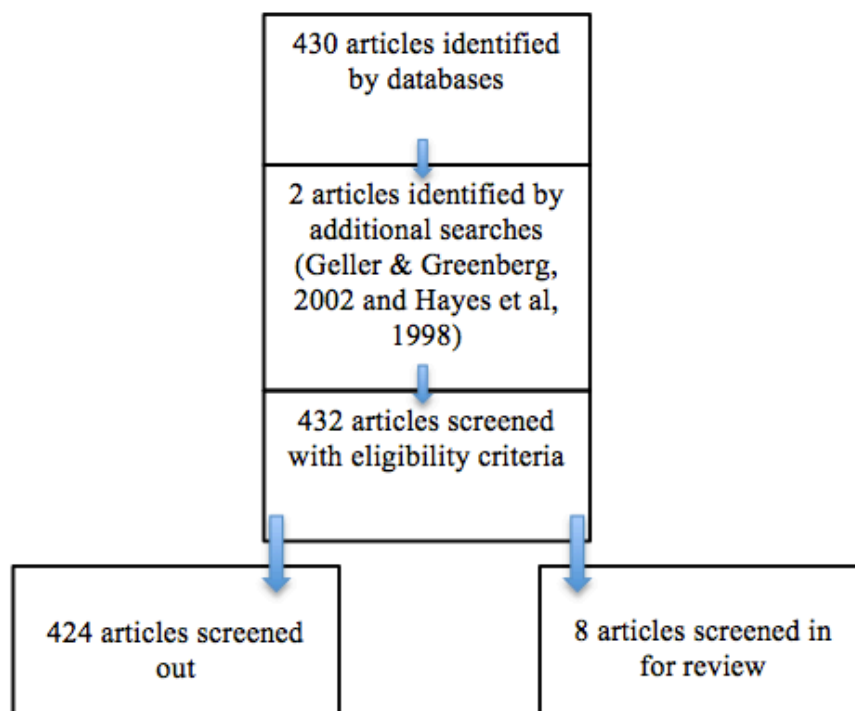 430 articles identified
by databases
2 articles identified by
additional searches
(Geller & Greenberg,
2002 and Hayes et al,
1998)
432 articles screened
with eligibility criteria
424 articles screened
out
8 articles screened in
for review